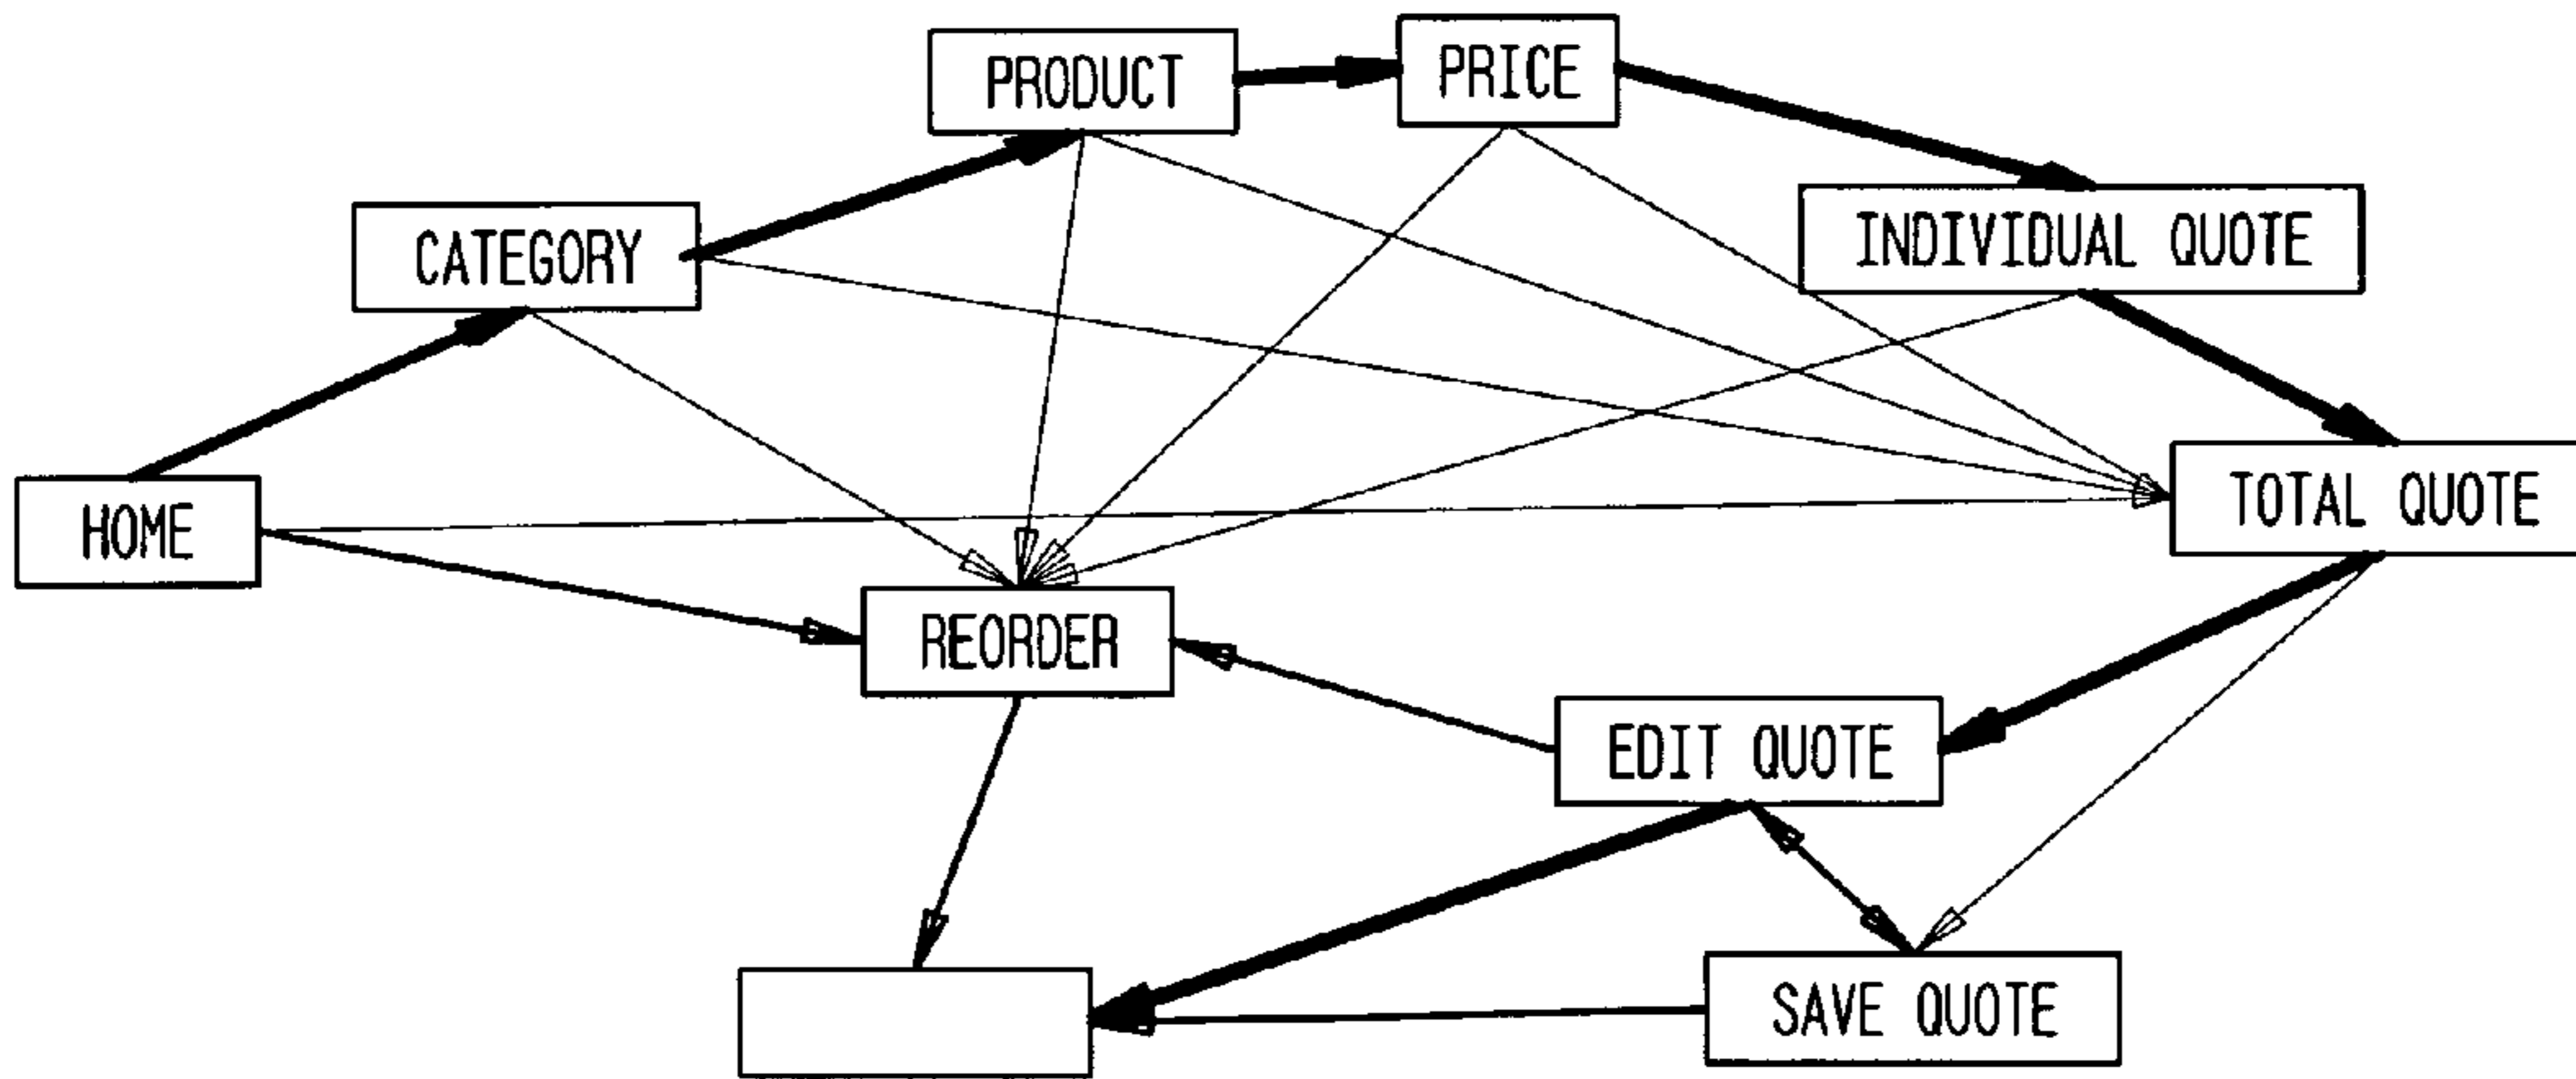 PRODUCT
PRICE
CATEGORY
INDIVIDUAL QUOTE
HOME
TOTAL QUOTE
REORDER
EDIT QUOTE
SAVE QUOTE